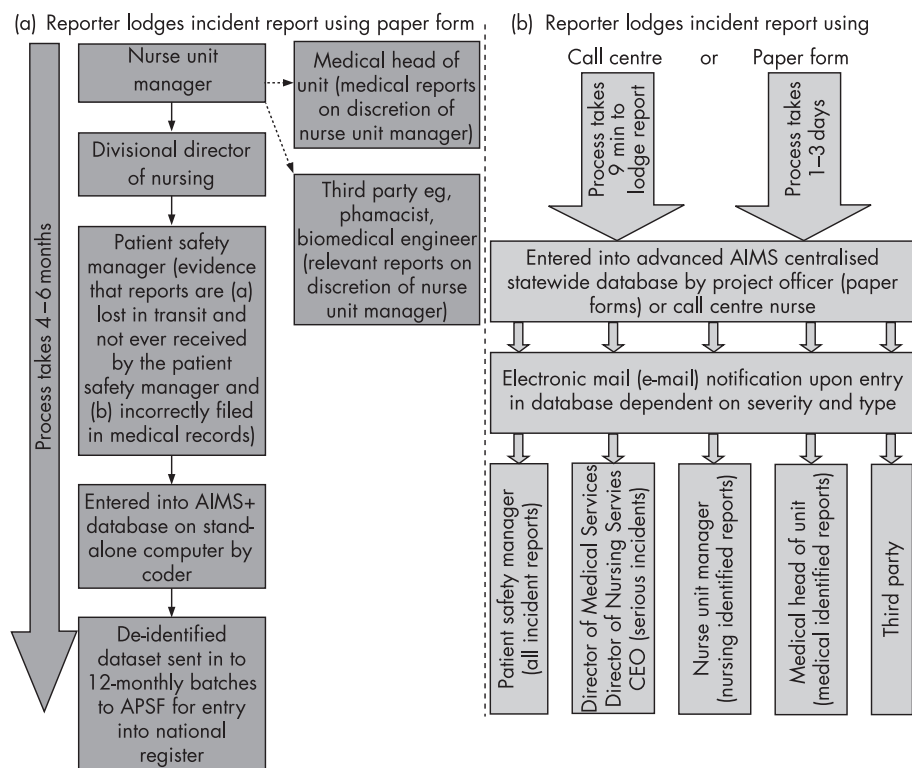 (a) Reporter lodges incident report using paper form
Process takes 4–6 months
Nurse unit
manager
Medical head of
unit (medical reports
on discretion of
nurse unit manager)
Divisional director
of nursing
Third party eg,
phamacist,
biomedical engineer
(relevant reports on
discretion of nurse
unit manager)
Patient safety
manager (evidence
that reports are (a)
lost in transit and
not ever received
by the patient
safety manager and
(b) incorrectly filed
in medical records)
Entered into AIMS+
database on stand-
alone computer by
coder
De-identified
dataset sent in to
12-monthly batches
to APSF for entry
into national
register
(b) Reporter lodges incident report using
Call centre or Paper form
Process takes
9 min to
lodge report
Process takes
1–3 days
Entered into advanced AIMS centralised
statewide database by project officer (paper
forms) or call centre nurse
Electronic mail (e-mail) notification upon entry
in database dependent on severity and type
Patient safety manager
(all incident reports)
Director of Medical Services
Director of Nursing Servies
CEO (serious incidents)
Nurse unit manager
(nursing identified reports)
Medical head of unit
(medical identified reports)
Third party